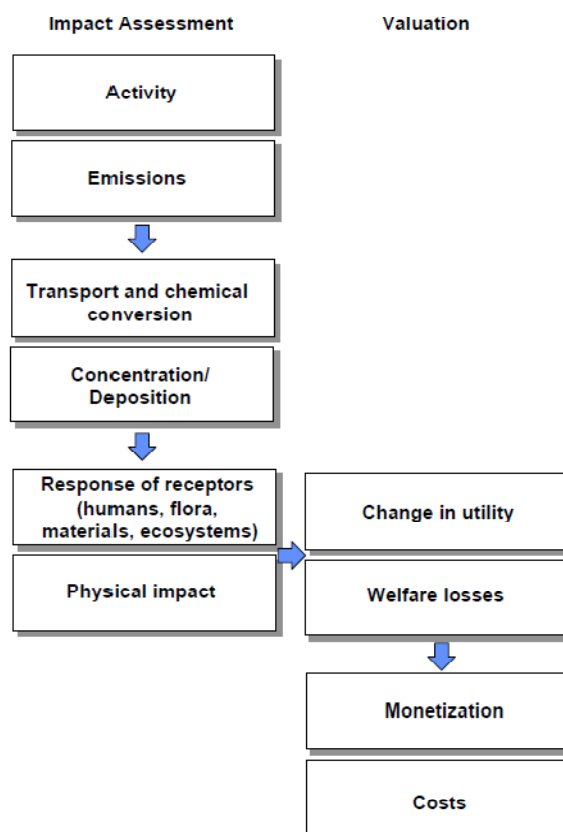 Impact Assessment
Valuation
Activity
Emissions
Transport and chemical
conversion
Concentration/
Deposition
Response of receptors
(humans, flora,
materials, ecosystems)
Physical impact
Change in utility
Welfare losses
Monetization
Costs